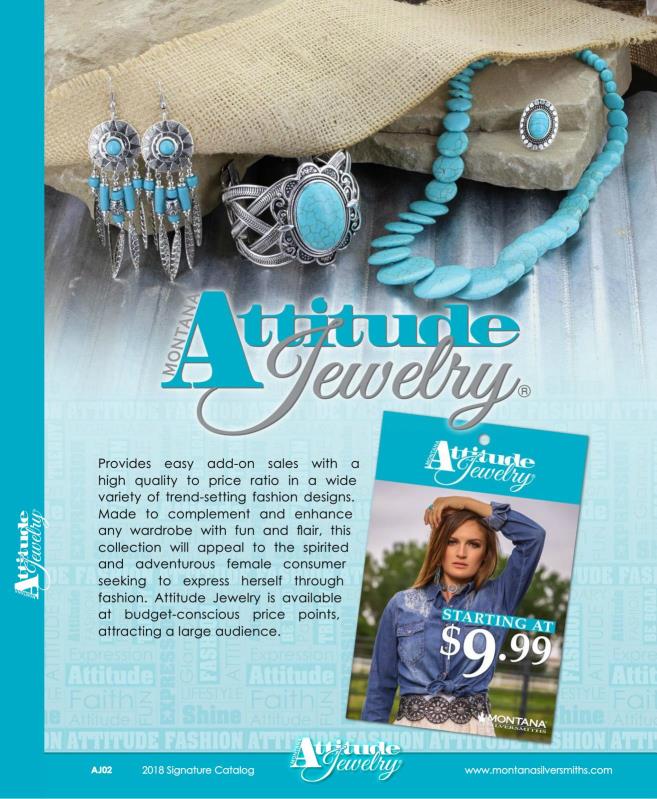 MONTANA
Attitude
Jewelry®
Provides easy add-on sales with a
high quality to price ratio in a wide
variety of trend-setting fashion designs.
Made to complement and enhance
any wardrobe with fun and flair, this
collection will appeal to the spirited
and adventurous female consumer
seeking to express herself through
fashion. Attitude Jewelry is available
at budget-conscious price points,
attracting a large audience.
MONTANA
Attitude
Jewelry
STARTING AT
$9.99
MONTANA
SILVERSMITHS
Attitude
Jewelry
AJ02 2018 Signature Catalog
Attitude
Jewelry
www.montanasilversmiths.com